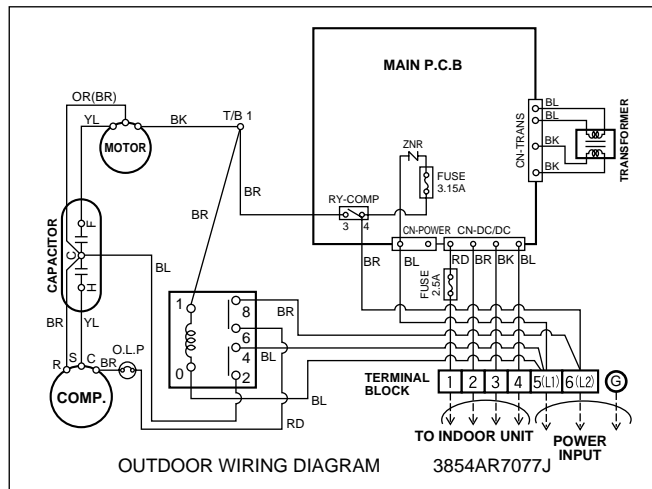 MAIN P.C.B
OR(BR)
YL
BK
T/B 1
MOTOR
BL
BL
BK
BK
CN-TRANS
TRANSFORMER
ZNR
FUSE
3.15A
RY-COMP
3 4
BR
BR
CN-POWER
CN-DC/DC
CAPACITOR
F
C
H
BL
BR
BL
RD
BR
BK
BL
FUSE
2.5A
1
8
6
4
2
0
BR
BL
BR
YL
R
S
C
BR
O.L.P
COMP.
BL
RD
TERMINAL
BLOCK
1 2 3 4 5(L1) 6(L2) G
TO INDOOR UNIT
POWER
INPUT
OUTDOOR WIRING DIAGRAM 3854AR7077J